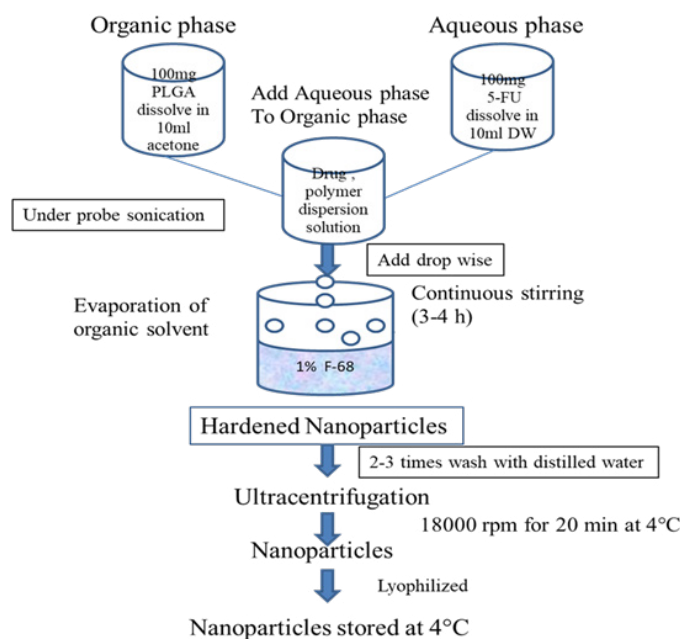 Organic phase
Aqueous phase
100mg
PLGA
dissolve in
10ml
acetone
Add Aqueous phase
To Organic phase
100mg
5-FU
dissolve in
10ml DW
Drug ,
polymer
dispersion
solution
Under probe sonication
Add drop wise
Evaporation of
organic solvent
Continuous stirring
(3-4 h)
1% F-68
Hardened Nanoparticles
2-3 times wash with distilled water
Ultracentrifugation
18000 rpm for 20 min at 4°C
Nanoparticles
Lyophilized
Nanoparticles stored at 4°C